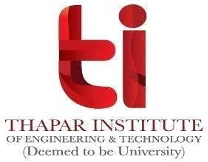 ti
THAPAR INSTITUTE
OF ENGINEERING & TECHNOLOGY
(Deemed to be University)